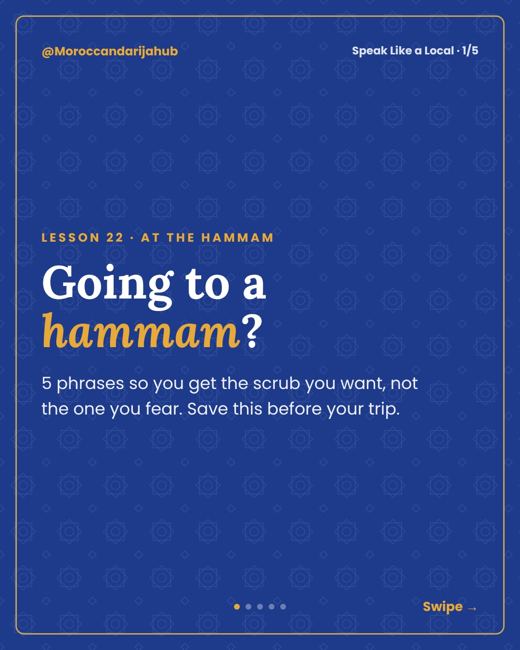 @Moroccandarijahub
Speak Like a Local · 1/5
LESSON 22 · AT THE HAMMAM
Going to a
hammam?
5 phrases so you get the scrub you want, not
the one you fear. Save this before your trip.
Swipe →